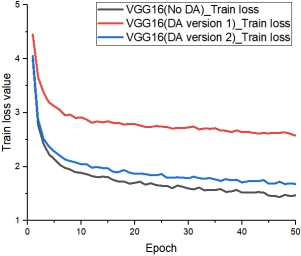 VGG16(No DA)_Train loss
VGG16(DA version 1)_Train loss
VGG16(DA version 2)_Train loss
Train loss value
5
4
3
2
1
0 10 20 30 40 50
Epoch